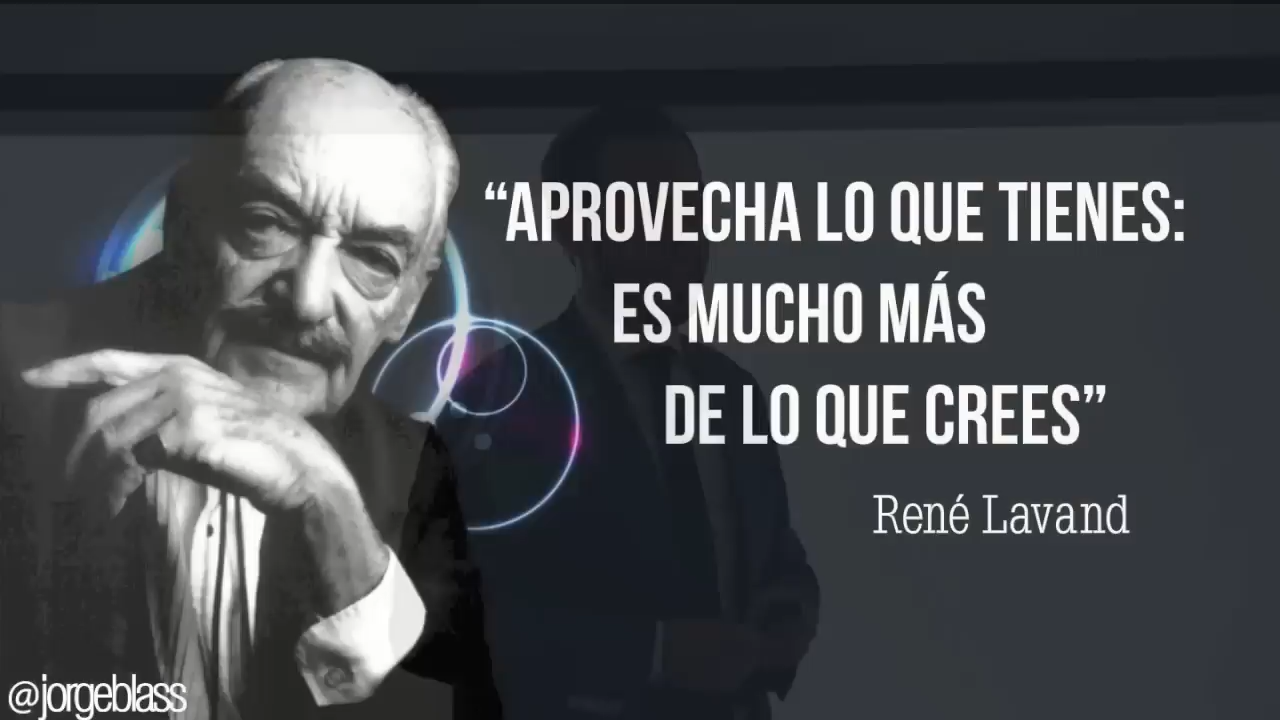 “APROVECHA LO QUE TIENES:
ES MUCHO MÁS
DE LO QUE CREES”
René Lavand
@jorgeblass